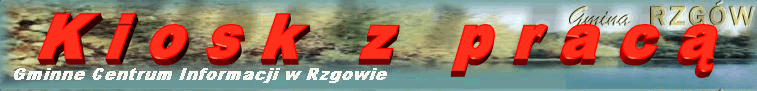 Gmina RZGÓW
Kiosk z pracą
Gminne Centrum Informacji w Rzgowie